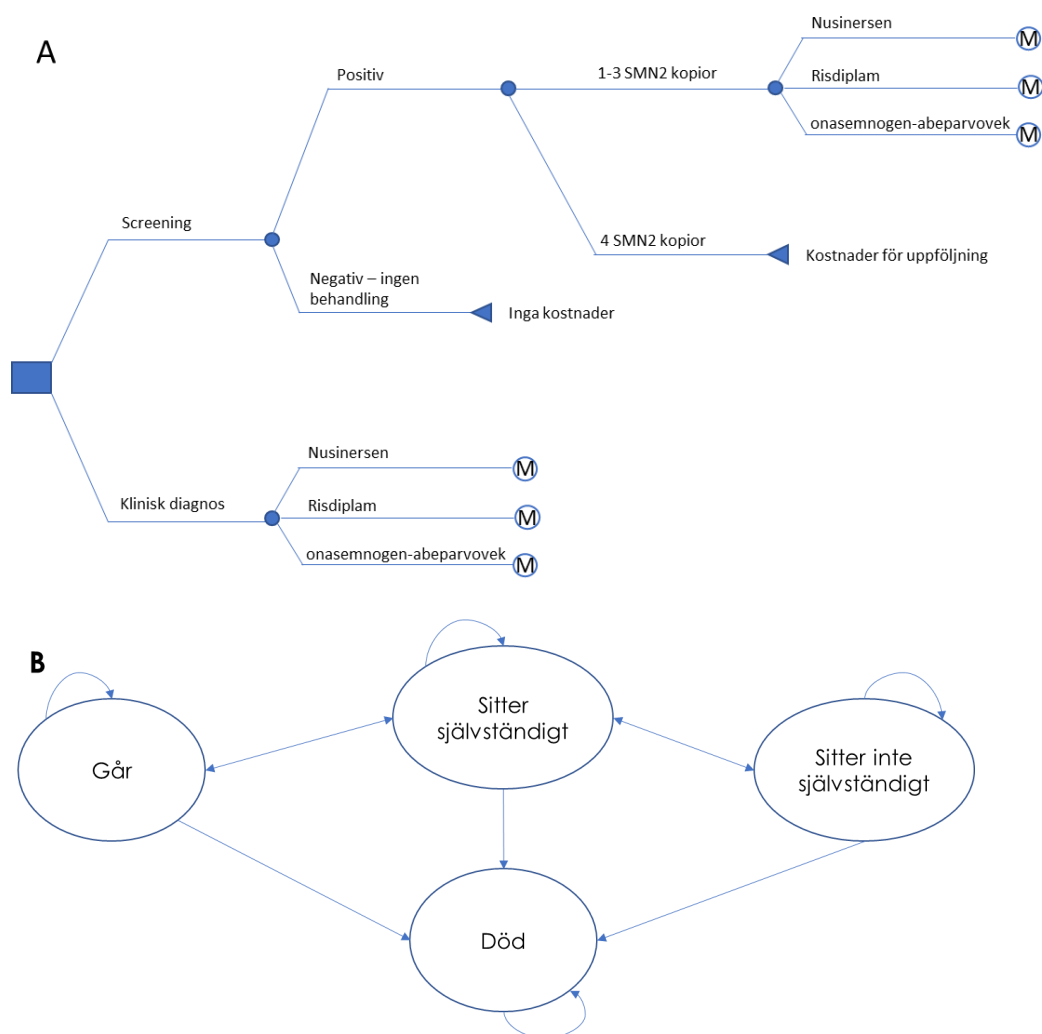 A
Nusinersen
M
Positiv
1-3 SMN2 kopior
Risdiplam
M
onasemnogen-abeparvovek
M
Screening
4 SMN2 kopior
Kostnader för uppföljning
Negativ – ingen
behandling
Inga kostnader
Nusinersen
M
Klinisk diagnos
Risdiplam
M
onasemnogen-abeparvovek
M
B
Går
Sitter
självständigt
Sitter inte
självständigt
Död